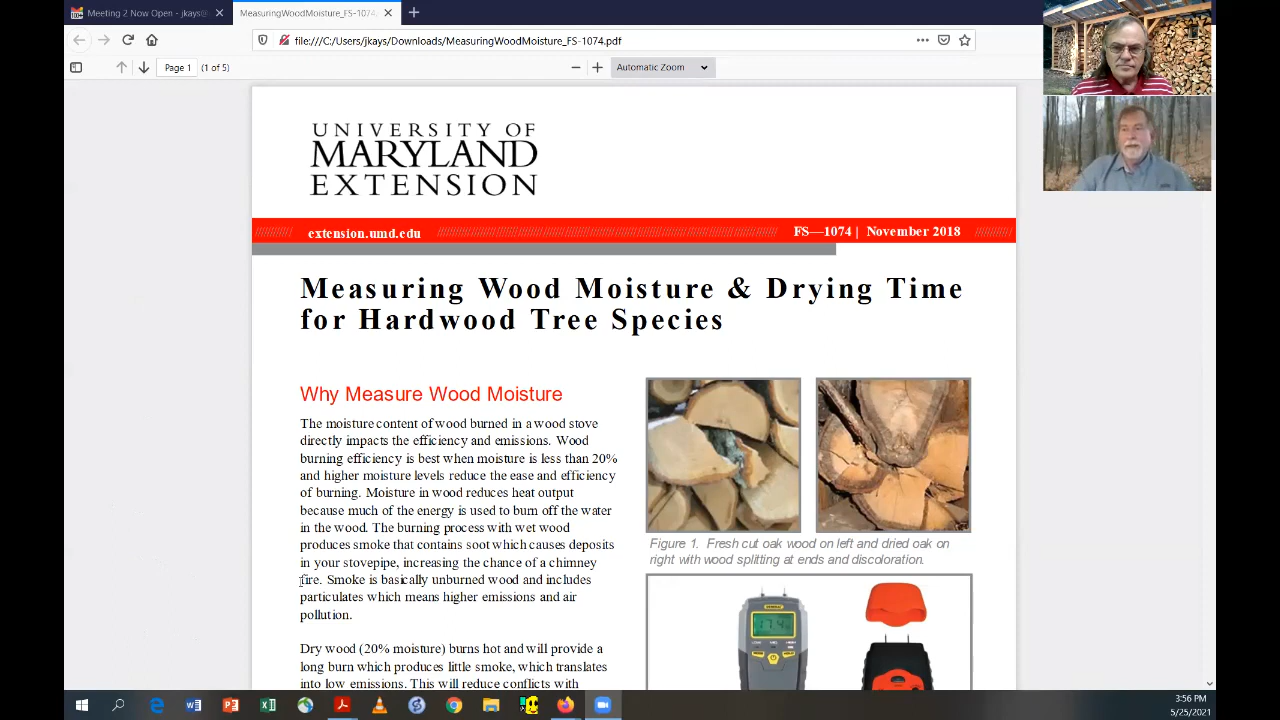 Meeting 2 Now Open - jkays@
MeasuringWoodMoisture_FS-1074.
file:///C:/Users/jkays/Downloads/MeasuringWoodMoisture_FS-1074.pdf
Page 1 (1 of 5)
Automatic Zoom
UNIVERSITY OF
MARYLAND
EXTENSION
extension.umd.edu
FS—1074 | November 2018
Measuring Wood Moisture & Drying Time
for Hardwood Tree Species
Why Measure Wood Moisture
The moisture content of wood burned in a wood stove
directly impacts the efficiency and emissions. Wood
burning efficiency is best when moisture is less than 20%
and higher moisture levels reduce the ease and efficiency
of burning. Moisture in wood reduces heat output
because much of the energy is used to burn off the water
in the wood. The burning process with wet wood
produces smoke that contains soot which causes deposits
in your stovepipe, increasing the chance of a chimney
fire. Smoke is basically unburned wood and includes
particulates which means higher emissions and air
pollution.
Dry wood (20% moisture) burns hot and will provide a
long burn which produces little smoke, which translates
into low emissions. This will reduce conflicts with
Figure 1. Fresh cut oak wood on left and dried oak on
right with wood splitting at ends and discoloration.
3:56 PM
5/25/2021